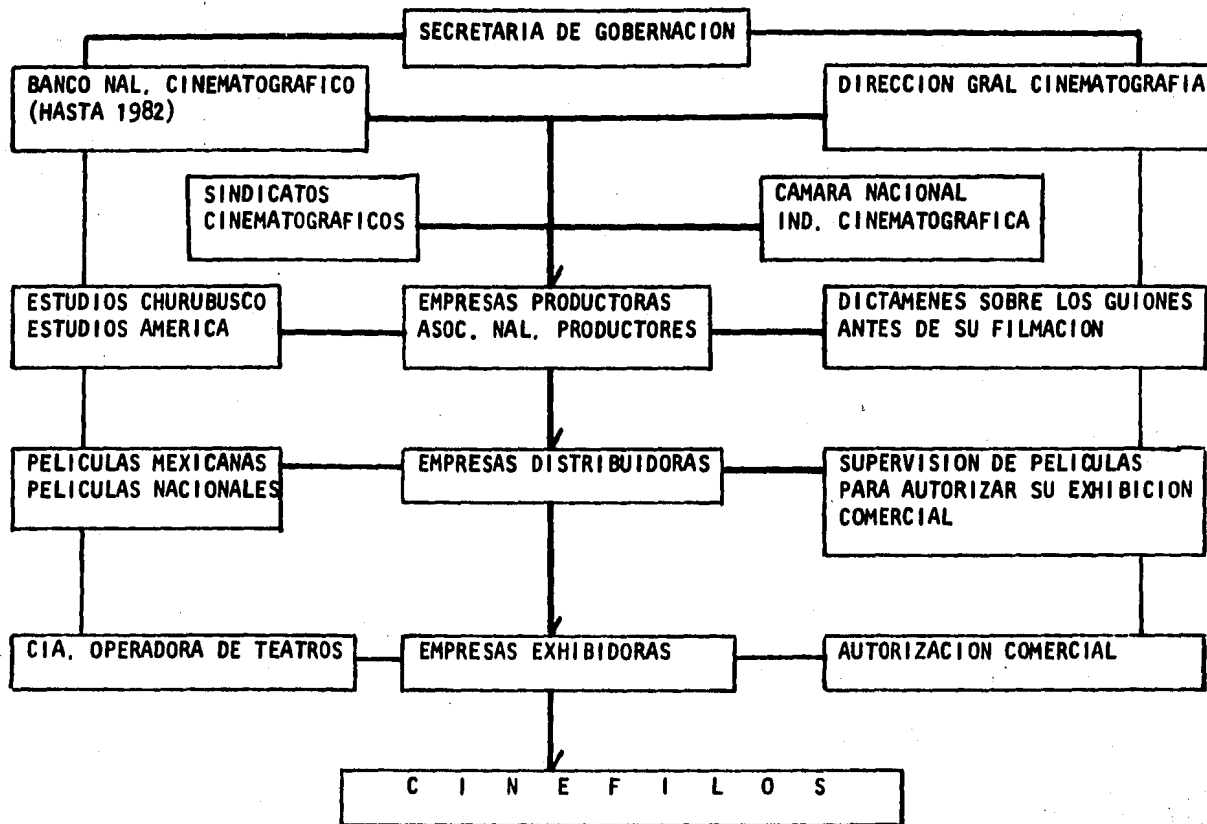 SECRETARIA DE GOBERNACION
BANCO NAL. CINEMATOGRAFICO
(HASTA 1982)
DIRECCION GRAL CINEMATOGRAFIA
SINDICATOS
CINEMATOGRAFICOS
CAMARA NACIONAL
IND. CINEMATOGRAFICA
ESTUDIOS CHURUBUSCO
ESTUDIOS AMERICA
EMPRESAS PRODUCTORAS
ASOC. NAL. PRODUCTORES
DICTAMENES SOBRE LOS GUIONES
ANTES DE SU FILMACION
PELICULAS MEXICANAS
PELICULAS NACIONALES
EMPRESAS DISTRIBUIDORAS
SUPERVISION DE PELICULAS
PARA AUTORIZAR SU EXHIBICION
COMERCIAL
CIA. OPERADORA DE TEATROS
EMPRESAS EXHIBIDORAS
AUTORIZACION COMERCIAL
C I N E F I L O S